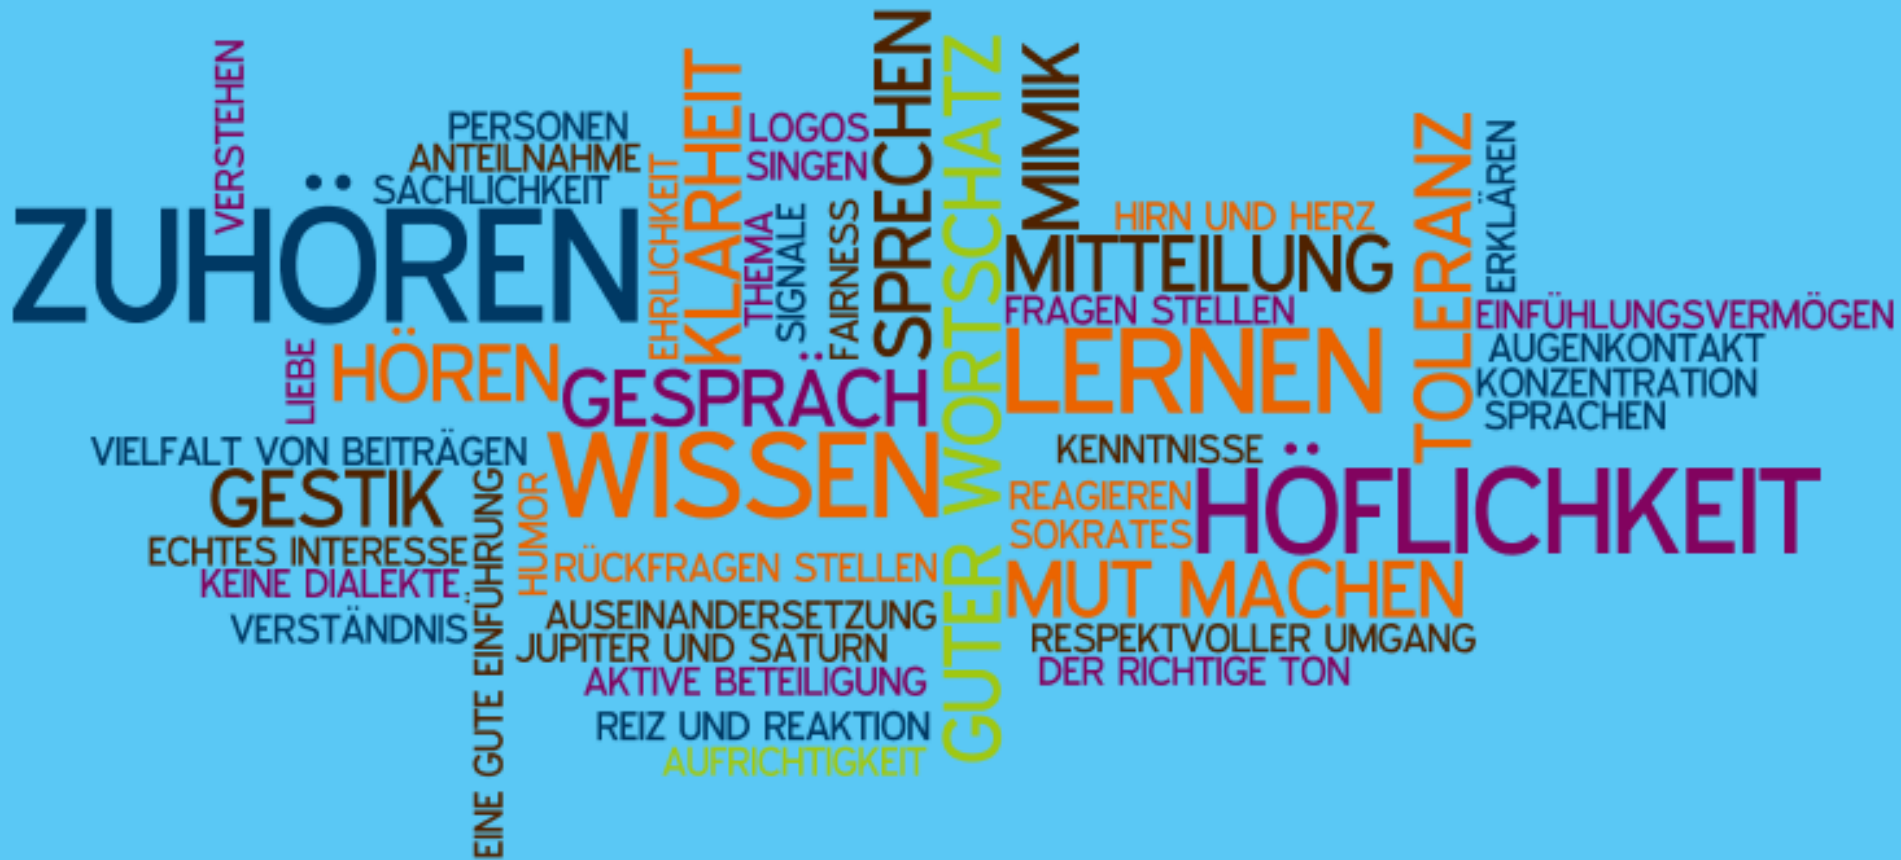 VERSTEHEN
PERSONEN
ANTEILNAHME
SACHLICHKEIT
ZUHÖREN
EHRLICHKEIT
KLARHEIT
LOGOS
SINGEN
THEMA
SIGNALE
FAIRNESS
SPRECHEN
GUTER WORTSCHATZ
MIMIK
HIRN UND HERZ
MITTEILUNG
FRAGEN STELLEN
LERNEN
TOLERANZ
ERKLÄREN
EINFÜHLUNGSVERMÖGEN
AUGENKONTAKT
KONZENTRATION
SPRACHEN
LIEBE
HÖREN
GESPRÄCH
WISSEN
VIELFALT VON BEITRÄGEN
GESTIK
ECHTES INTERESSE
KEINE DIALEKTE
VERSTÄNDNIS
EINE GUTE EINFÜHRUNG
HUMOR
RÜCKFRAGEN STELLEN
AUSEINANDERSETZUNG
JUPITER UND SATURN
AKTIVE BETEILIGUNG
REIZ UND REAKTION
AUFRICHTIGKEIT
KENNTNISSE
REAGIEREN
SOKRATES
HÖFLICHKEIT
MUT MACHEN
RESPEKTVOLLER UMGANG
DER RICHTIGE TON